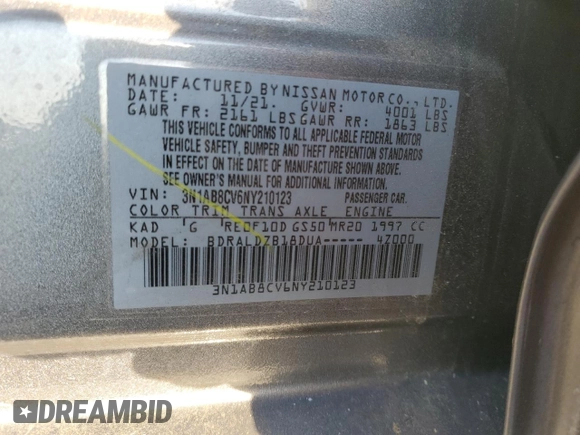 MANUFACTURED BY NISSAN MOTOR CO., LTD.
DATE: 11/21. GVWR: 4001 LBS
GAWR FR: 2161 LBS GAWR RR: 1863 LBS
THIS VEHICLE CONFORMS TO ALL APPLICABLE FEDERAL MOTOR
VEHICLE SAFETY, BUMPER AND THEFT PREVENTION STANDARDS
IN EFFECT ON THE DATE OF MANUFACTURE SHOWN ABOVE.
SEE OWNER'S MANUAL FOR ADDITIONAL INFORMATION.
VIN: 3N1AB8CV6NY210123 PASSENGER CAR.
COLOR TRIM TRANS AXLE ENGINE
KAD G RE0F10D GS50 MR20 1997 CC
MODEL: BDRALDZB18DUA----- 4Z000
3N1AB8CV6NY210123
DREAMBID